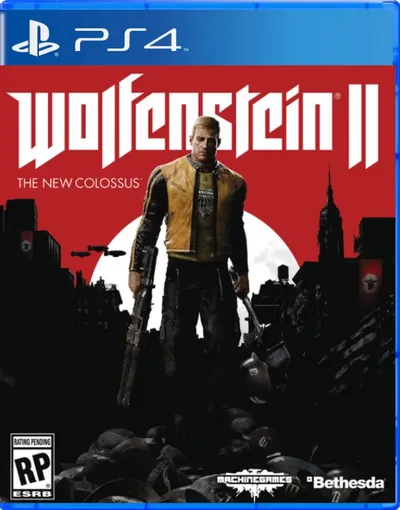 PS4
Wolfenstein II
THE NEW COLOSSUS
RATING PENDING
RP
ESRB
MACHINEGAMES
Bethesda